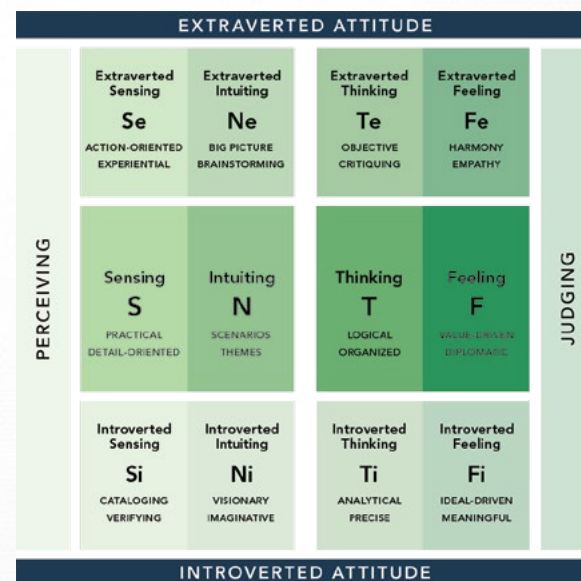 EXTRAVERTED ATTITUDE
PERCEIVING
Extraverted
Sensing
Se
ACTION-ORIENTED
EXPERIENTIAL
Extraverted
Intuiting
Ne
BIG PICTURE
BRAINSTORMING
Extraverted
Thinking
Te
OBJECTIVE
CRITIQUING
Extraverted
Feeling
Fe
HARMONY
EMPATHY
Sensing
S
PRACTICAL
DETAIL-ORIENTED
Intuiting
N
SCENARIOS
THEMES
Thinking
T
LOGICAL
ORGANIZED
Feeling
F
VALUE-DRIVEN
DIPLOMATIC
Introverted
Sensing
Si
CATALOGING
VERIFYING
Introverted
Intuiting
Ni
VISIONARY
IMAGINATIVE
Introverted
Thinking
Ti
ANALYTICAL
PRECISE
Introverted
Feeling
Fi
IDEAL-DRIVEN
MEANINGFUL
JUDGING
INTROVERTED ATTITUDE